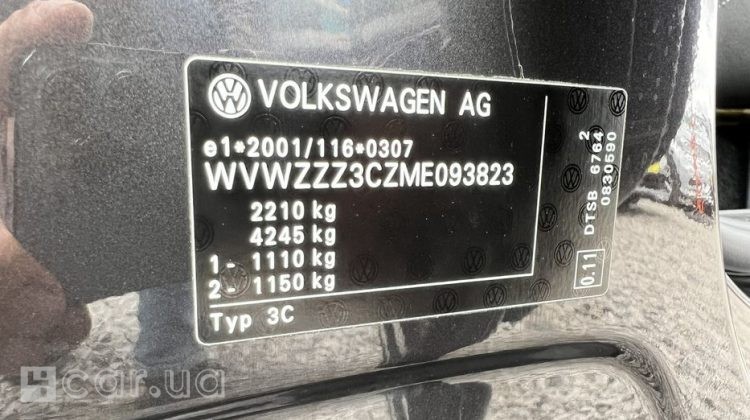 VOLKSWAGEN AG
e1*2001/116*0307
WVWZZZ3CZME093823
2210 kg
4245 kg
1 - 1110 kg
2 - 1150 kg
Typ 3C
DTSB 6764 2
0830590
0.11
car.ua